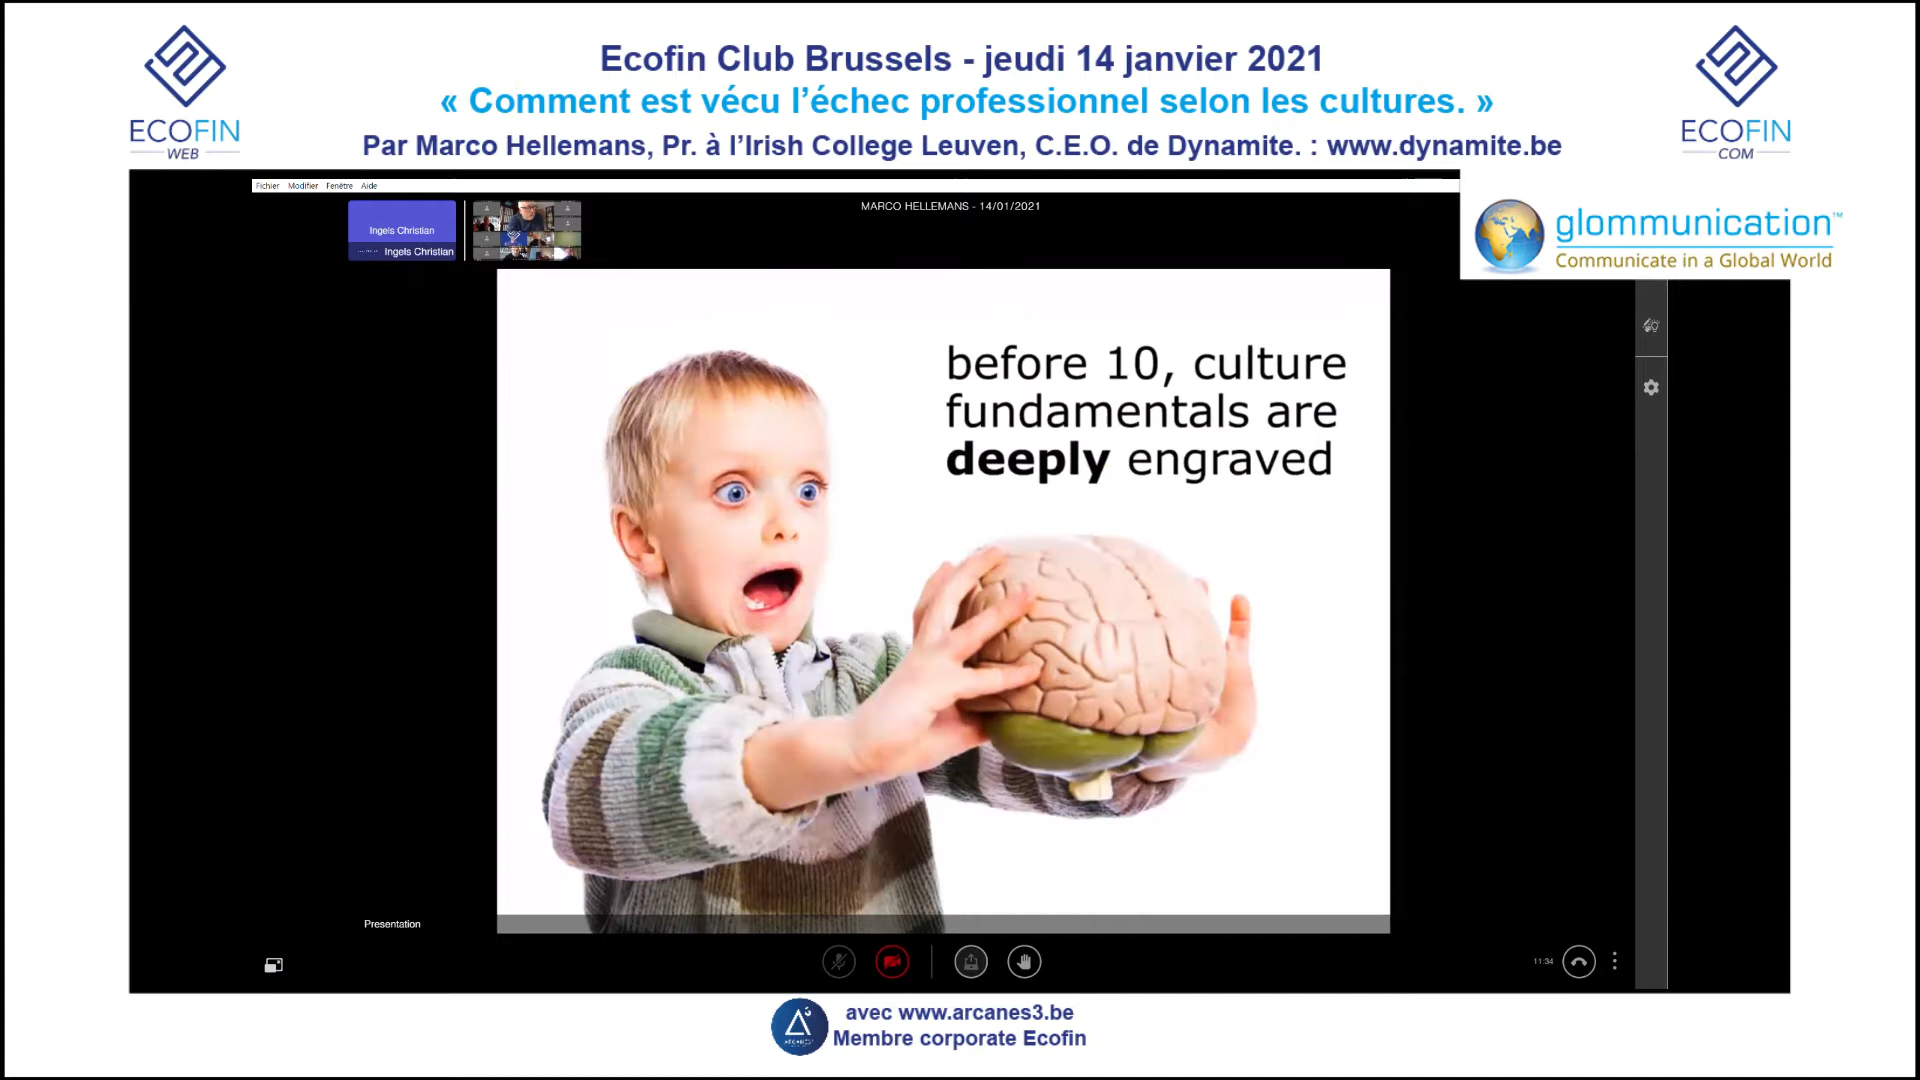 Ecofin Club Brussels - jeudi 14 janvier 2021
« Comment est vécu l’échec professionnel selon les cultures. »
Par Marco Hellemans, Pr. à l’Irish College Leuven, C.E.O. de Dynamite. : www.dynamite.be
ECOFIN
WEB
ECOFIN
COM
Fichier Modifier Fenêtre Aide
MARCO HELLEMANS - 14/01/2021
Ingels Christian
Ingels Christian
glommunication™
Communicate in a Global World
before 10, culture
fundamentals are
deeply engraved
Presentation
11:34
avec www.arcanes3.be
Membre corporate Ecofin